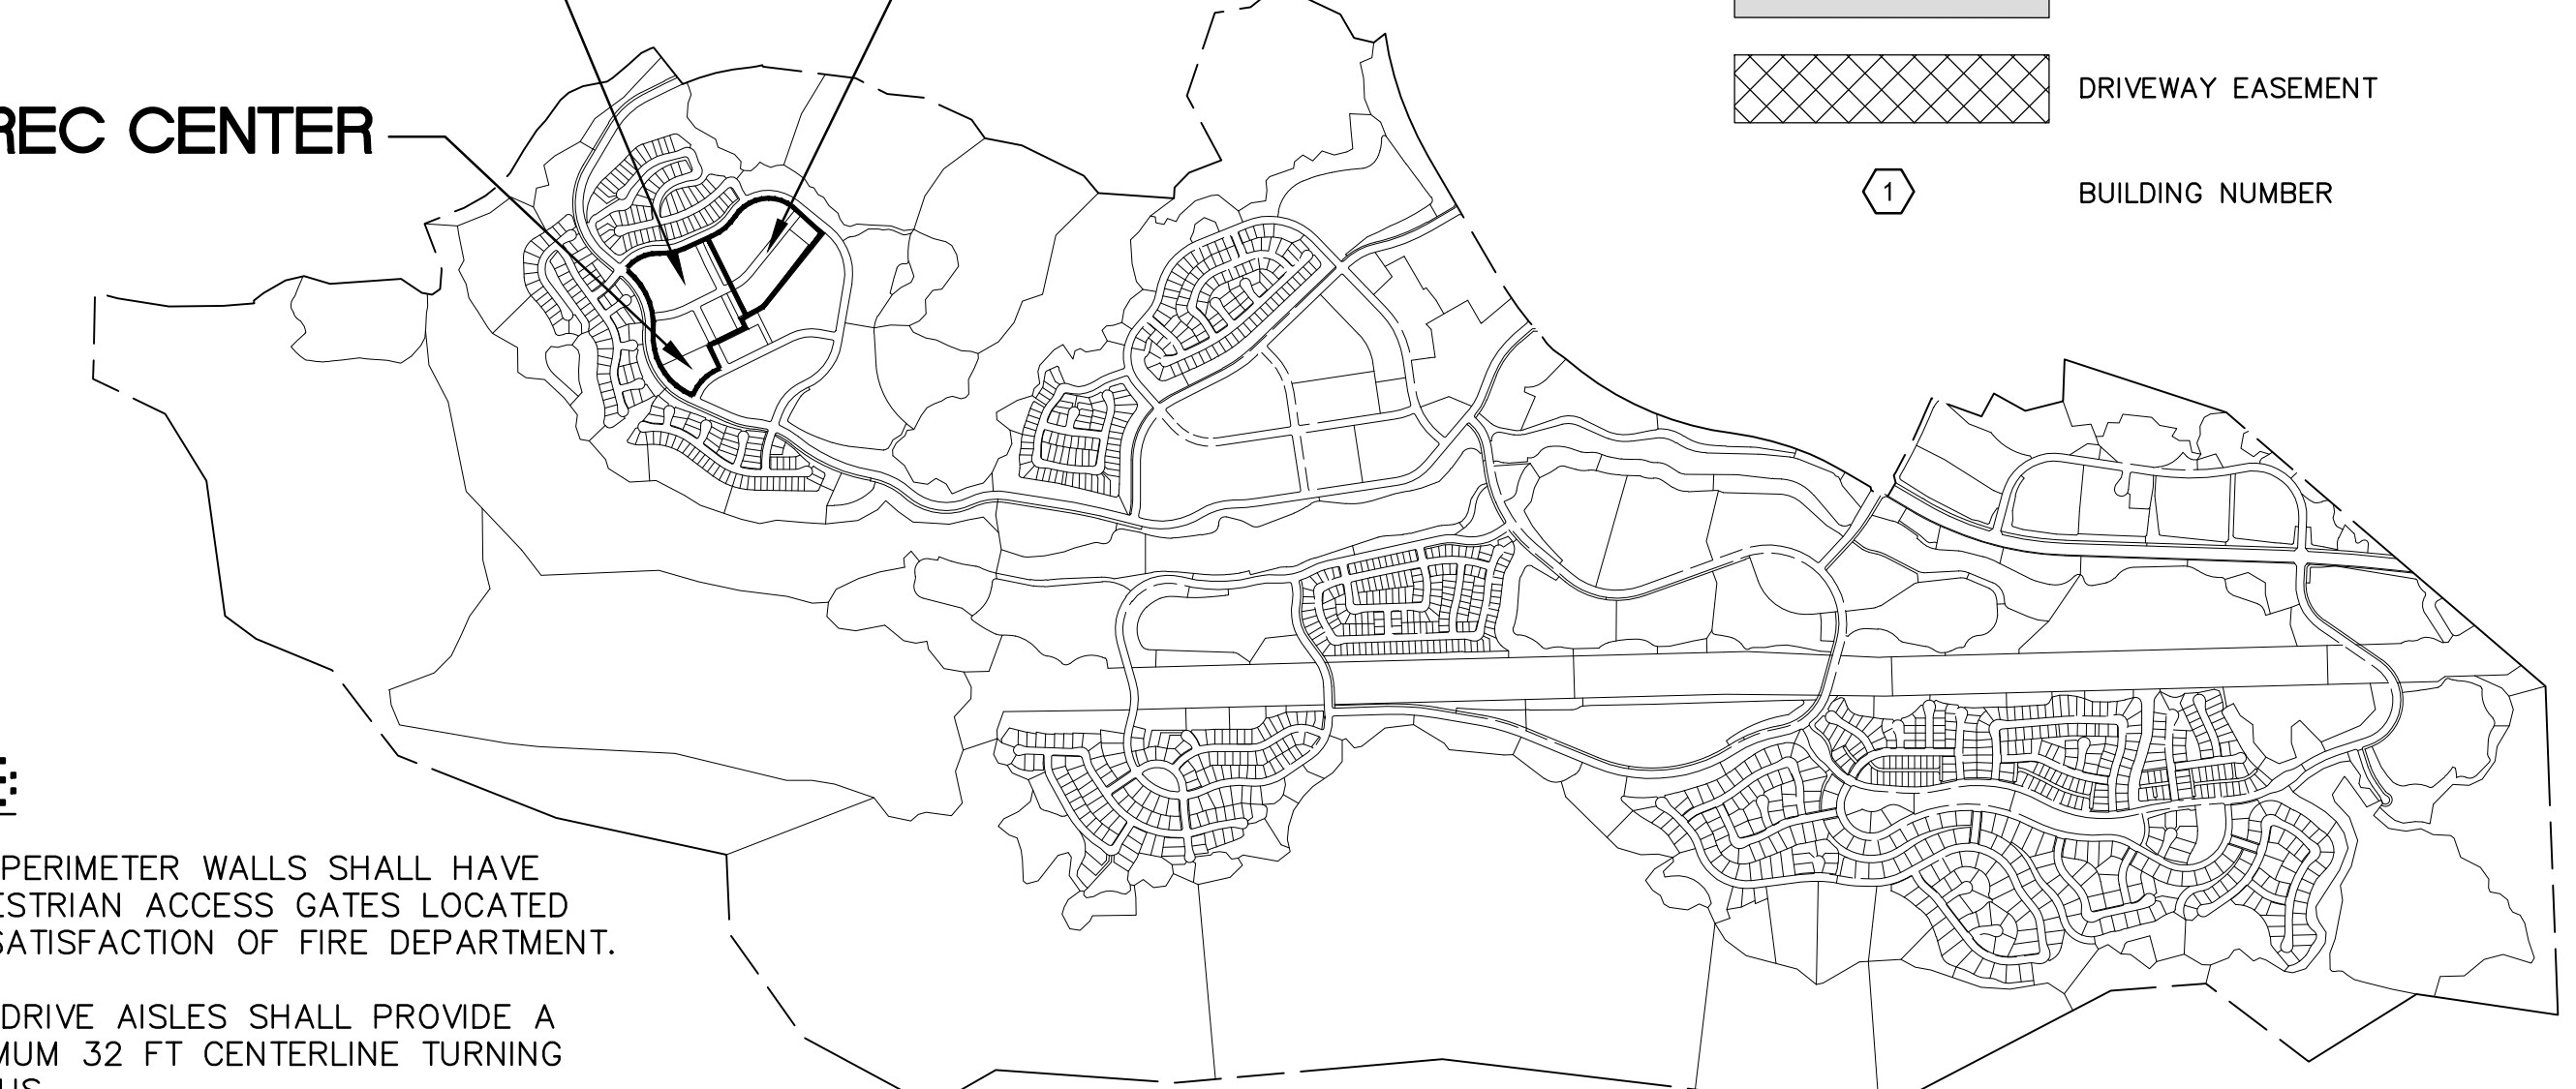 REC CENTER
DRIVEWAY EASEMENT
1
BUILDING NUMBER
PERIMETER WALLS SHALL HAVE
ESTRIAN ACCESS GATES LOCATED
SATISFACTION OF FIRE DEPARTMENT.
DRIVE AISLES SHALL PROVIDE A
MUM 32 FT CENTERLINE TURNING